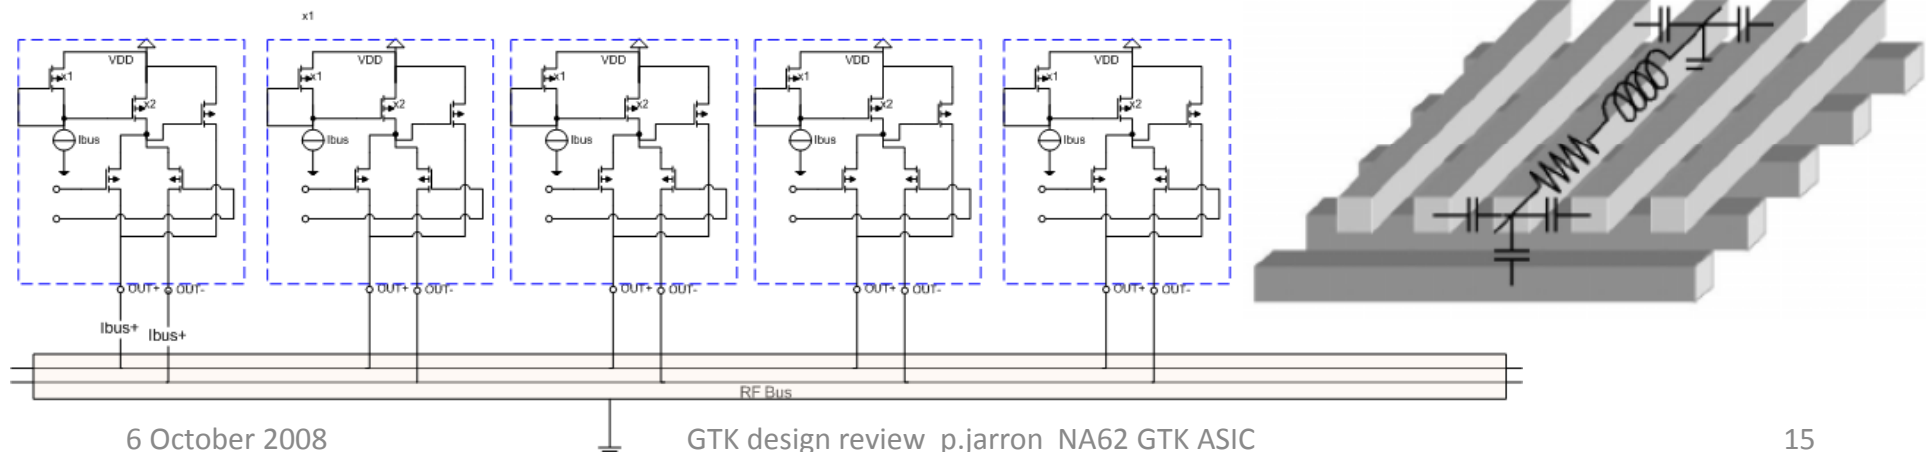 x1
VDD VDD VDD VDD VDD
x1 x1 x1 x1 x1
x2 x2 x2 x2 x2
Ibus Ibus Ibus Ibus Ibus
OUT+ OUT- OUT+ OUT- OUT+ OUT- OUT+ OUT- OUT+ OUT-
Ibus+ Ibus+
RF Bus
6 October 2008 GTK design review p.jarron NA62 GTK ASIC 15